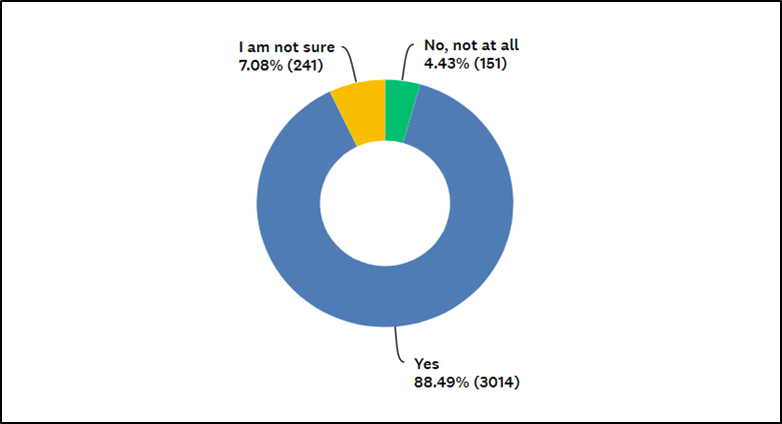 I am not sure
7.08% (241)
No, not at all
4.43% (151)
Yes
88.49% (3014)